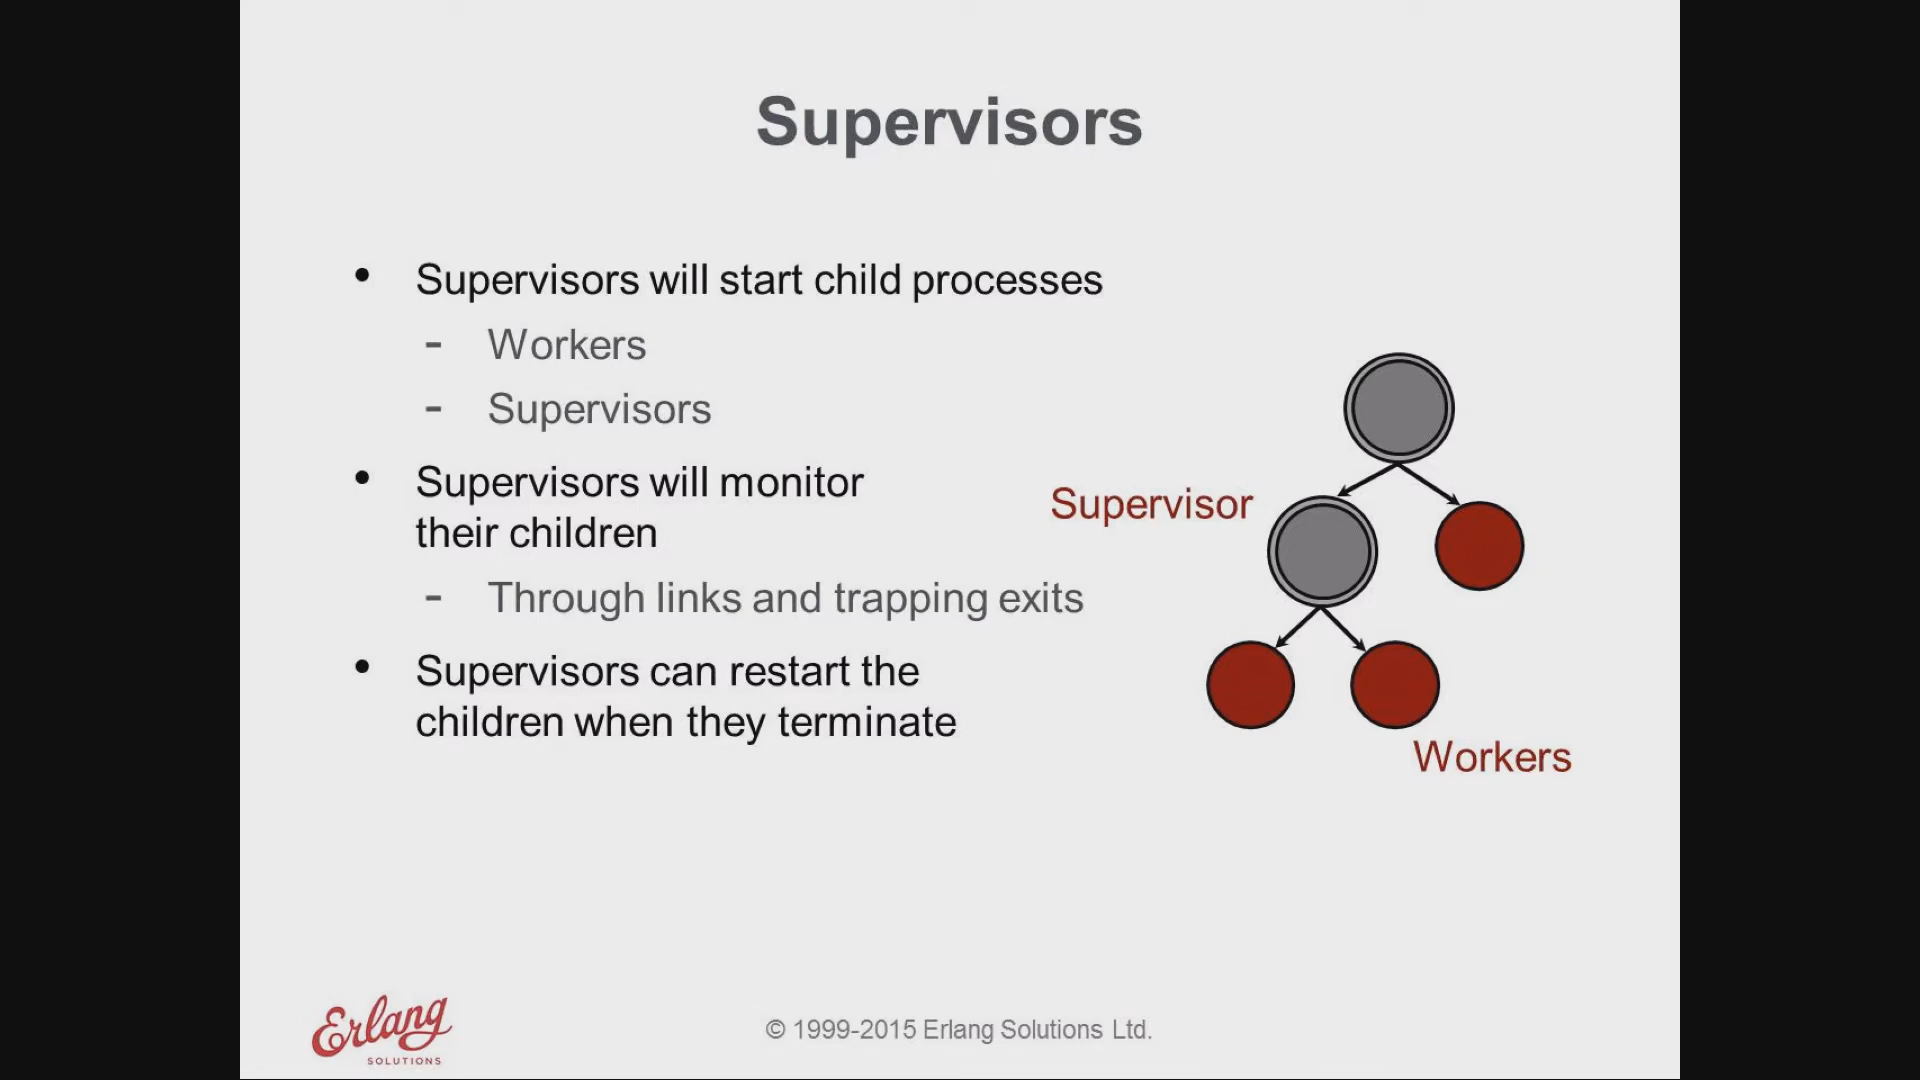 Supervisors
• Supervisors will start child processes
- Workers
- Supervisors
• Supervisors will monitor
their children
- Through links and trapping exits
• Supervisors can restart the
children when they terminate
Supervisor
Workers
Erlang
SOLUTIONS
© 1999-2015 Erlang Solutions Ltd.